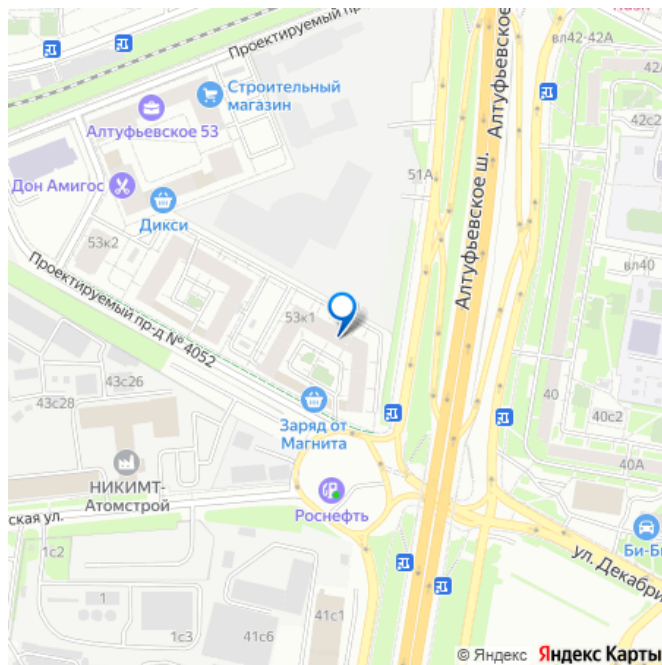 вл42-42А
Проектируемый пр
Строительный
магазин
42А
Алтуфьевское 53
42с2
Алтуфьевское
51А
Дон Амигос
Алтуфьевское ш.
Дикси
53к2
вл40
Проектируемый пр-д № 4052
53к1
43с26
43с28
40
40с2
Заряд от
Магнита
40А
НИКИМТ-
Атомстрой
Роснефть
ская ул.
Би-Би
ул. Декабри
1с2
1
41с1
1с3
41с6
© Яндекс Яндекс Карты